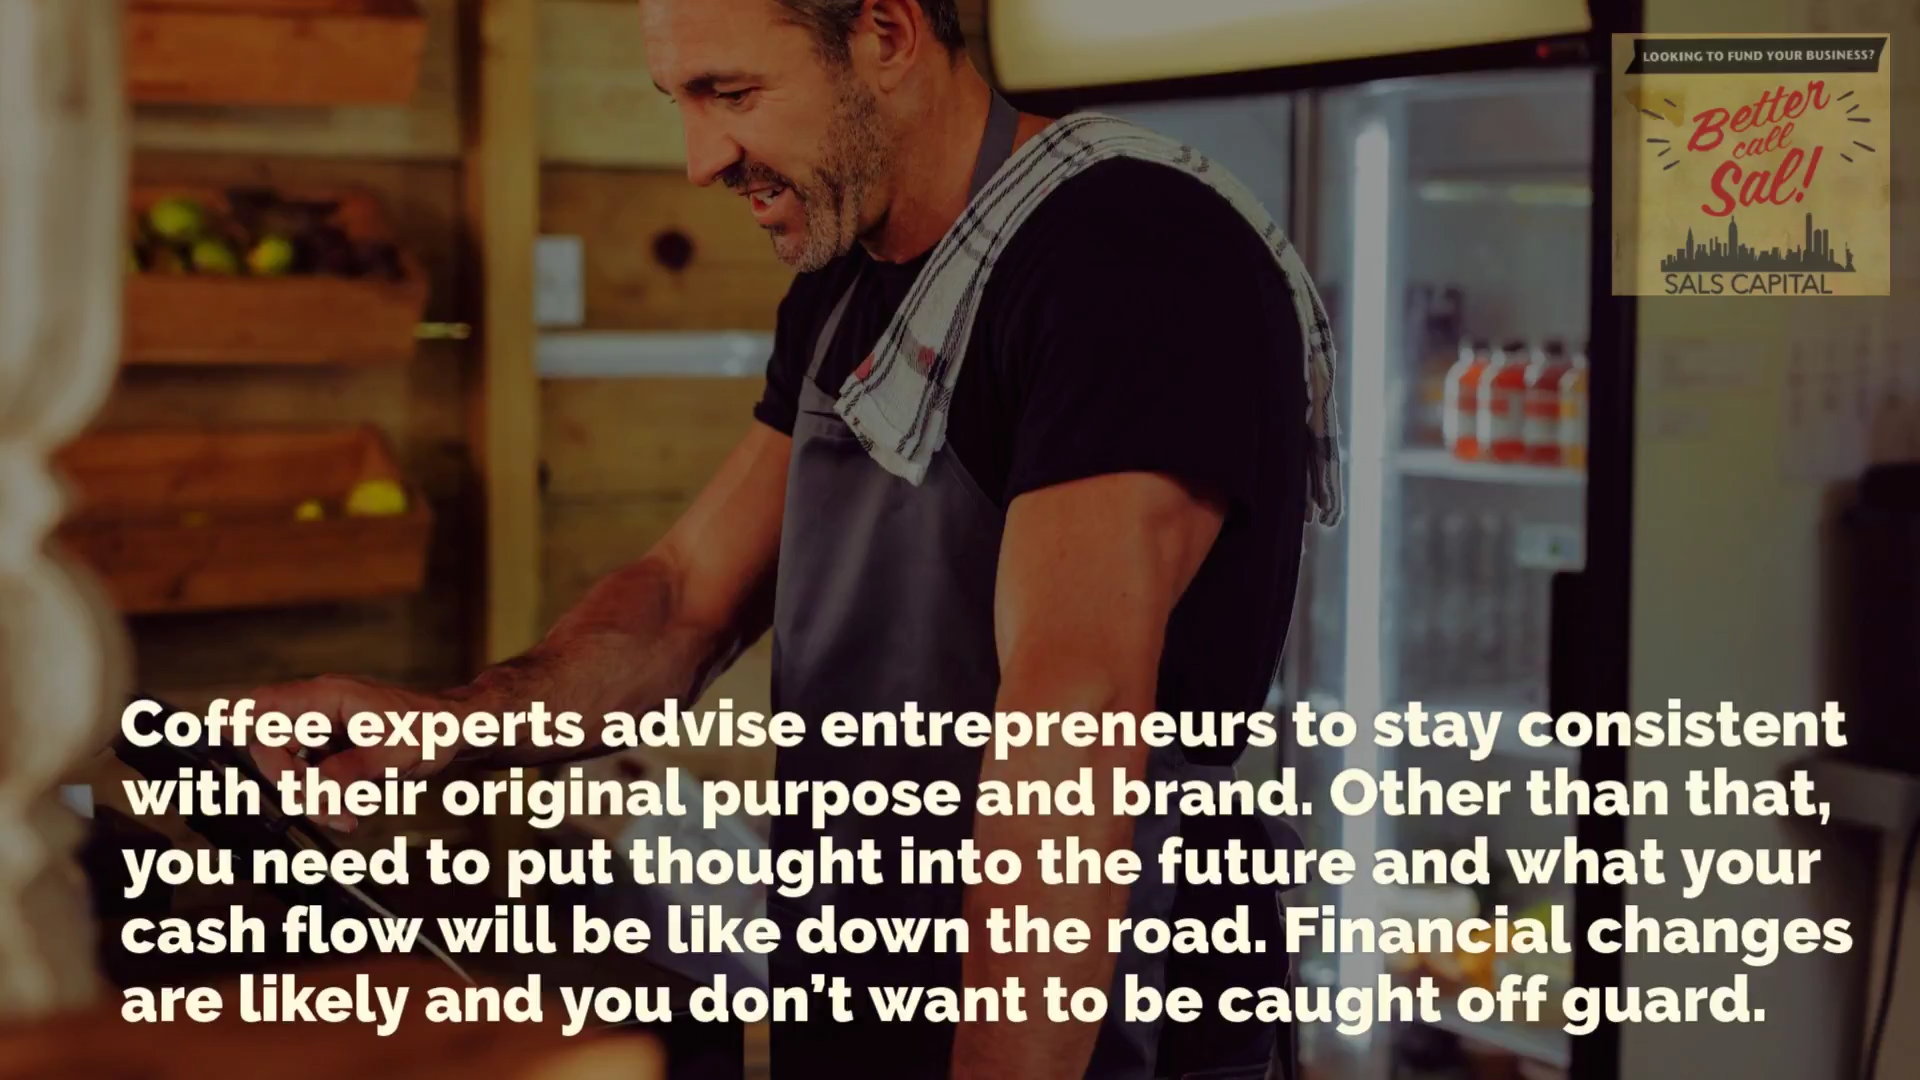 LOOKING TO FUND YOUR BUSINESS?
Better
call
Sal!
SALS CAPITAL
Coffee experts advise entrepreneurs to stay consistent
with their original purpose and brand. Other than that,
you need to put thought into the future and what your
cash flow will be like down the road. Financial changes
are likely and you don’t want to be caught off guard.